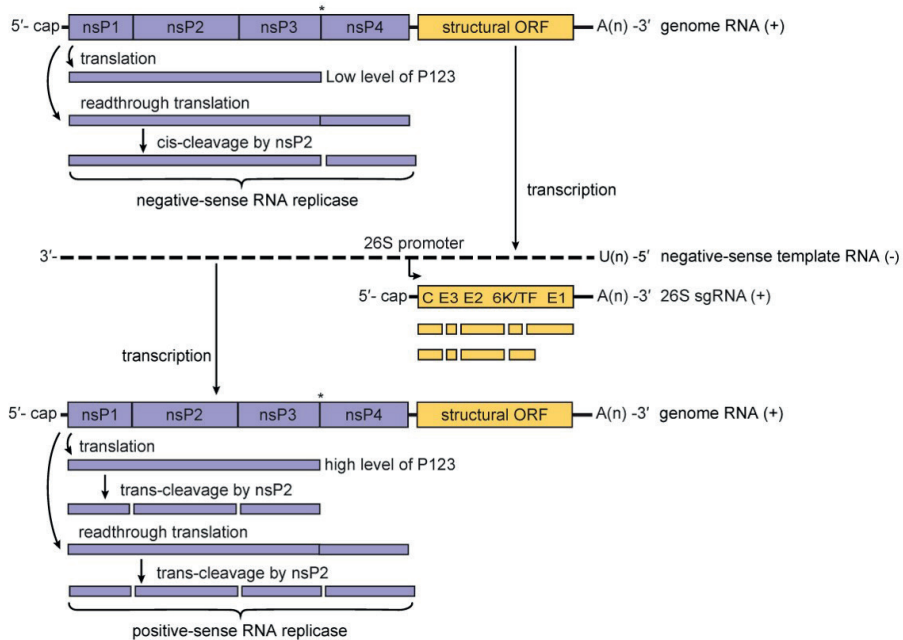 *
5′- cap nsP1 nsP2 nsP3 nsP4 structural ORF A(n) -3′ genome RNA (+)
translation
Low level of P123
readthrough translation
cis-cleavage by nsP2
negative-sense RNA replicase
transcription
26S promoter
3′- U(n) -5′ negative-sense template RNA (-)
5′- cap C E3 E2 6K/TF E1 A(n) -3′ 26S sgRNA (+)
transcription
*
5′- cap nsP1 nsP2 nsP3 nsP4 structural ORF A(n) -3′ genome RNA (+)
translation
high level of P123
trans-cleavage by nsP2
readthrough translation
trans-cleavage by nsP2
positive-sense RNA replicase